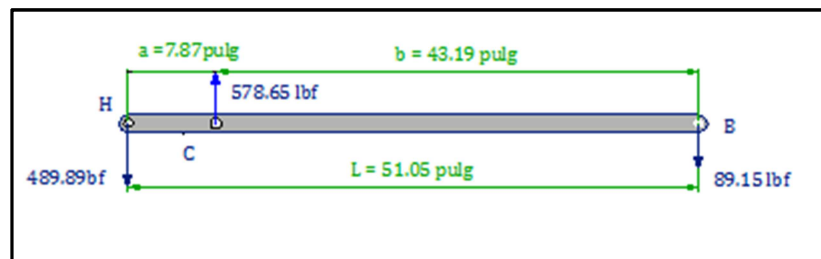 a =7.87pulg
b = 43.19 pulg
H
578.65 lbf
B
C
489.89bf
L = 51.05 pulg
89.15 lbf